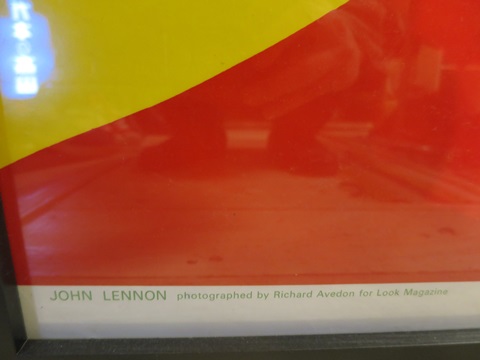 JOHN LENNON photographed by Richard Avedon for Look Magazine